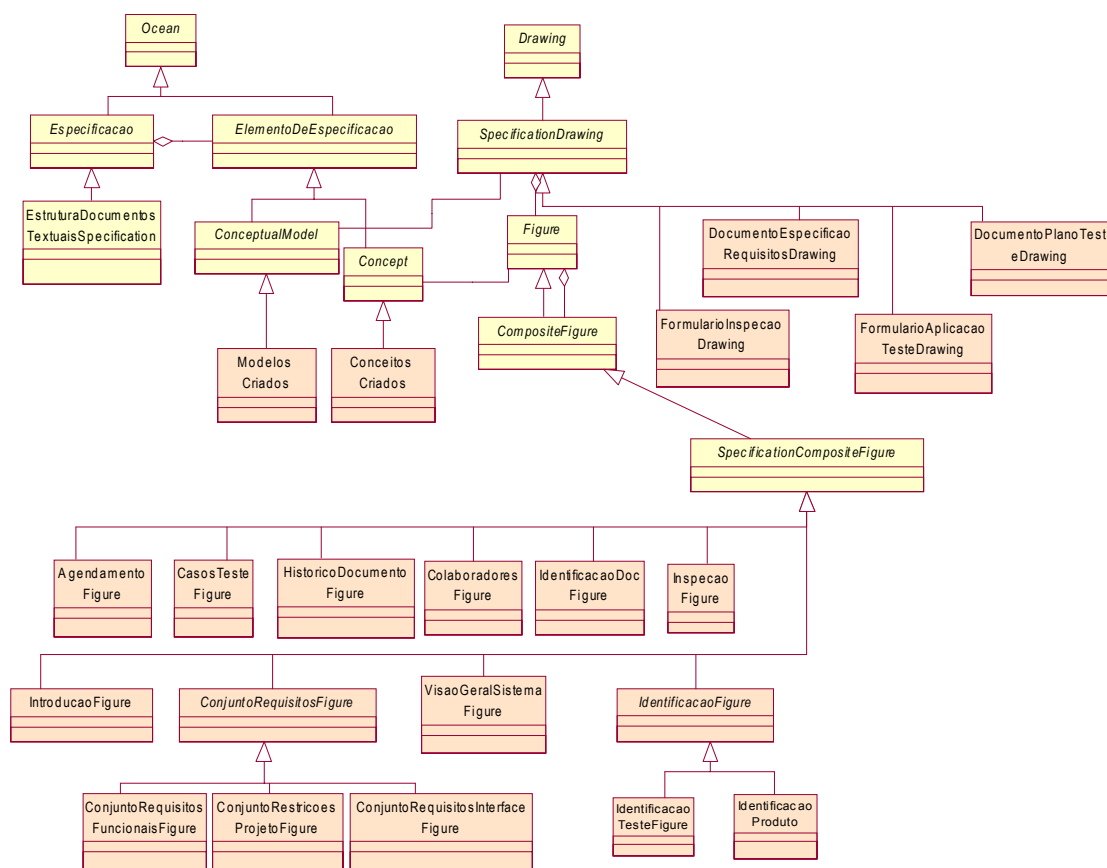 Ocean
Drawing
Especificacao
ElementoDeEspecificacao
SpecificationDrawing
EstruturaDocumentos
TextuaisSpecification
ConceptualModel
Concept
Figure
DocumentoEspecificao
RequisitosDrawing
DocumentoPlanoTest
eDrawing
CompositeFigure
FormularioInspecao
Drawing
FormularioAplicacao
TesteDrawing
Modelos
Criados
Conceitos
Criados
SpecificationCompositeFigure
Agendamento
Figure
CasosTeste
Figure
HistoricoDocumento
Figure
Colaboradores
Figure
IdentificacaoDoc
Figure
Inspecao
Figure
IntroducaoFigure
ConjuntoRequisitosFigure
VisaoGeralSistema
Figure
IdentificacaoFigure
ConjuntoRequisitos
FuncionaisFigure
ConjuntoRestricoes
ProjetoFigure
ConjuntoRequisitosInterface
Figure
Identificacao
TesteFigure
Identificacao
Produto